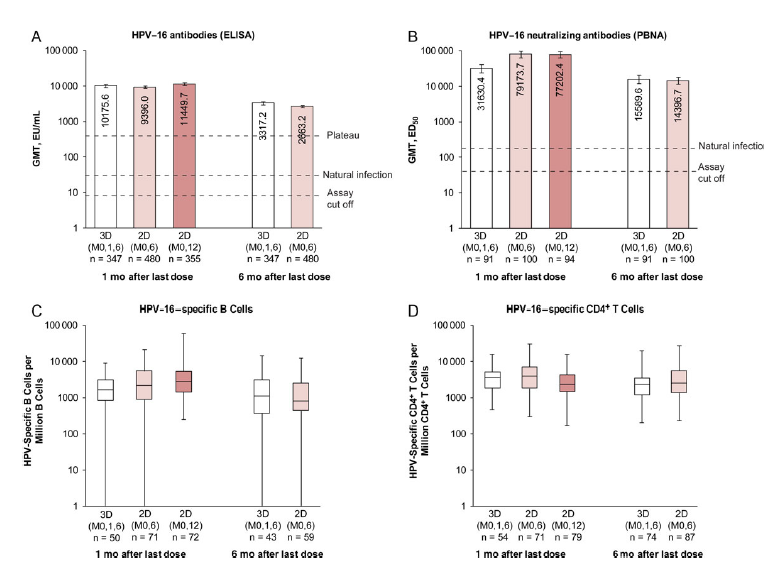 A
HPV–16 antibodies (ELISA)
GMT, EU/mL
100 000
10 000
1000
100
10
1
10175.6
9396.0
11449.7
3317.2
2663.2
Plateau
Natural infection
Assay
cut off
3D 2D 2D 3D 2D
(M0,1,6) (M0,6) (M0,12) (M0,1,6) (M0,6)
n = 347 n = 480 n = 355 n = 347 n = 480
1 mo after last dose 6 mo after last dose
B
HPV–16 neutralizing antibodies (PBNA)
GMT, ED50
100 000
10 000
1000
100
10
1
31630.4
79173.7
77202.4
15589.6
14396.7
Natural infection
Assay
cut off
3D 2D 2D 3D 2D
(M0,1,6) (M0,6) (M0,12) (M0,1,6) (M0,6)
n = 91 n = 100 n = 94 n = 91 n = 100
1 mo after last dose 6 mo after last dose
C
HPV–16–specific B Cells
HPV-Specific B Cells per
Million B Cells
100 000
10 000
1000
100
10
1
3D 2D 2D 3D 2D
(M0,1,6) (M0,6) (M0,12) (M0,1,6) (M0,6)
n = 50 n = 71 n = 72 n = 43 n = 59
1 mo after last dose 6 mo after last dose
D
HPV–16–specific CD4+ T Cells
HPV-Specific CD4+ T Cells per
Million CD4+ T Cells
100 000
10 000
1000
100
10
1
3D 2D 2D 3D 2D
(M0,1,6) (M0,6) (M0,12) (M0,1,6) (M0,6)
n = 54 n = 71 n = 79 n = 74 n = 87
1 mo after last dose 6 mo after last dose